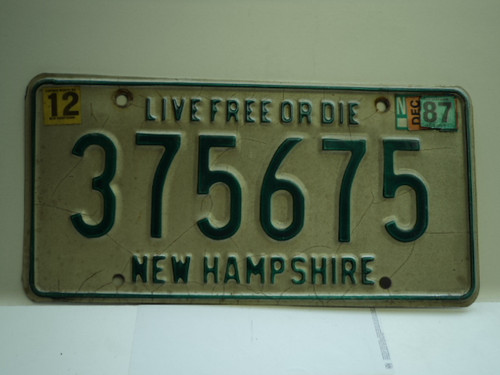 12
LIVE FREE OR DIE
DEC 87
375675
NEW HAMPSHIRE